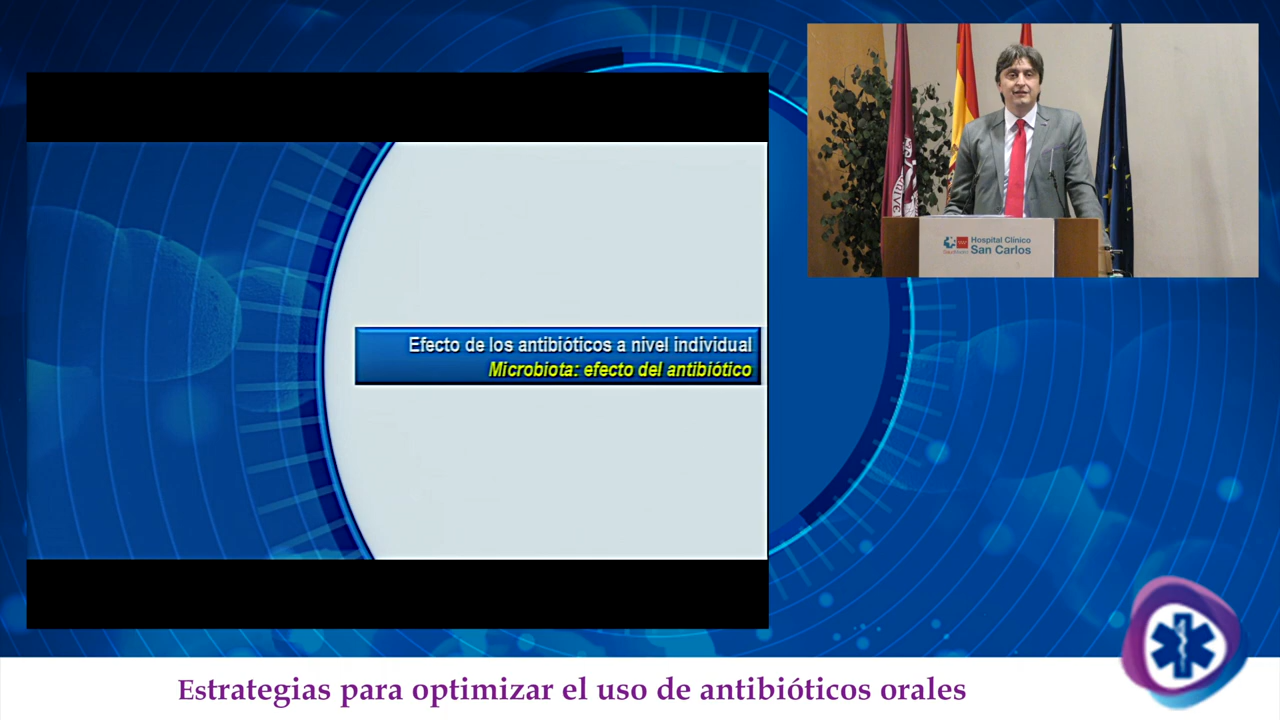 Efecto de los antibióticos a nivel individual
Microbiota: efecto del antibiótico
Hospital Clínico
San Carlos
Estrategias para optimizar el uso de antibióticos orales